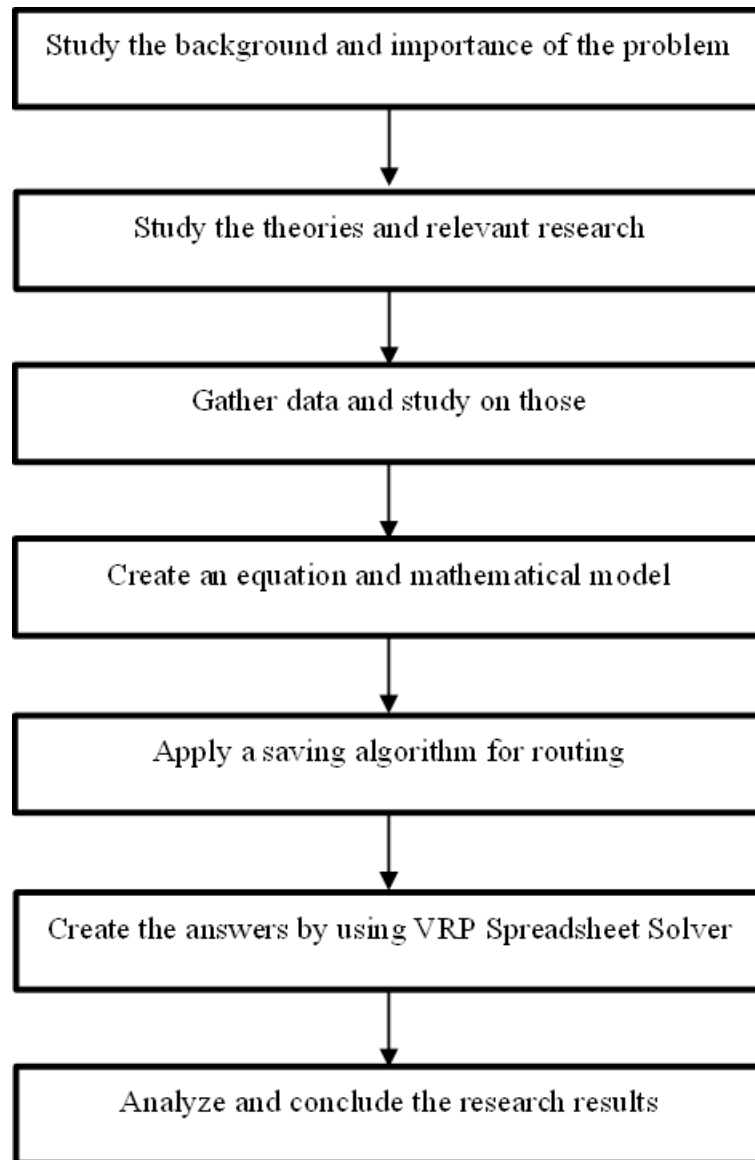 Study the background and importance of the problem
Study the theories and relevant research
Gather data and study on those
Create an equation and mathematical model
Apply a saving algorithm for routing
Create the answers by using VRP Spreadsheet Solver
Analyze and conclude the research results